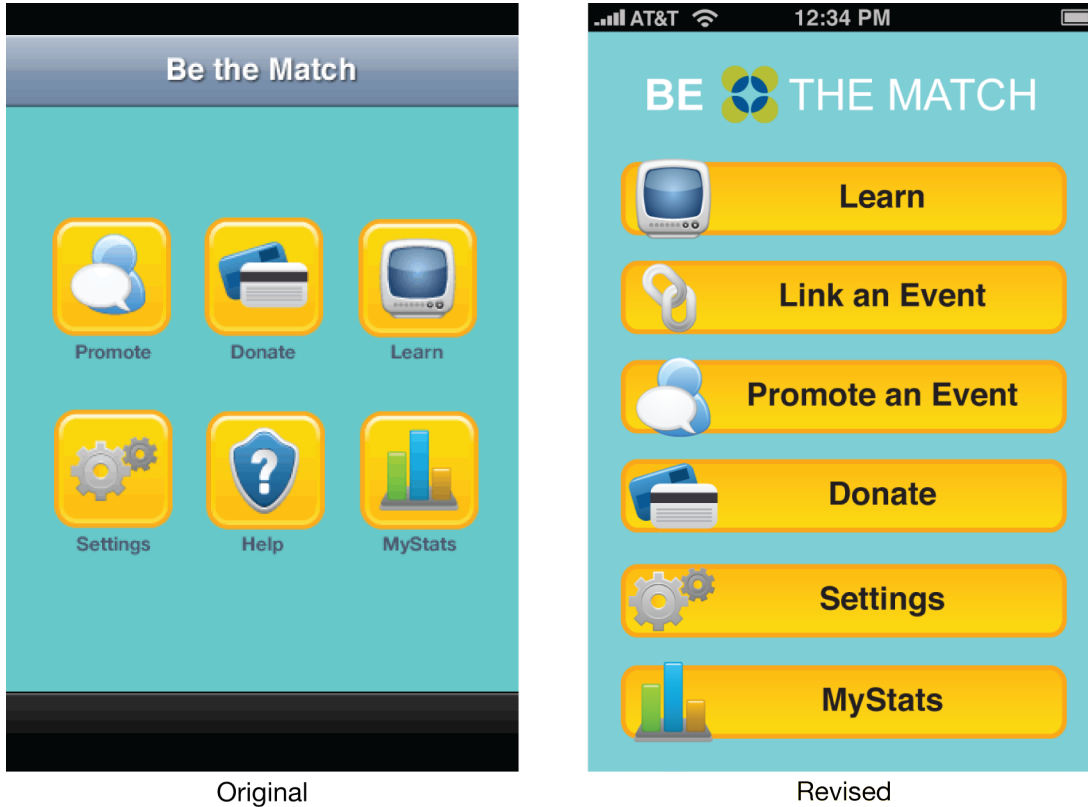 Be the Match
Promote
Donate
Learn
Settings
Help
MyStats
Original
AT&T 12:34 PM
BE THE MATCH
Learn
Link an Event
Promote an Event
Donate
Settings
MyStats
Revised